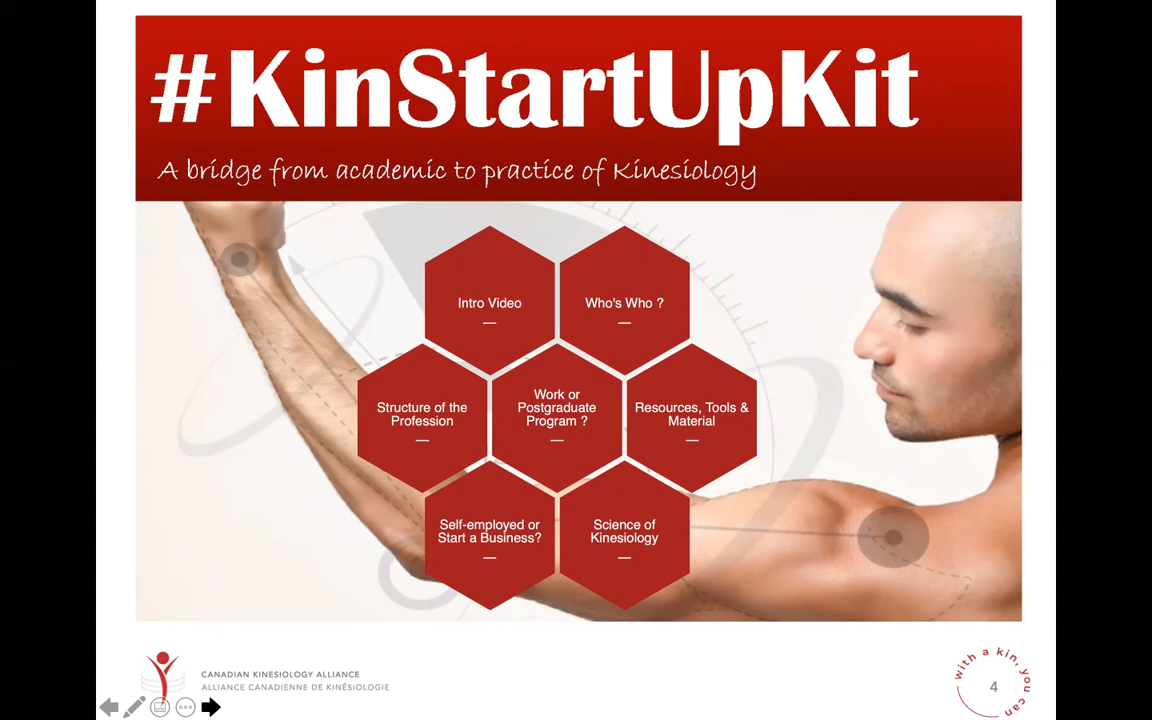 #KinStartUpKit
A bridge from academic to practice of Kinesiology
Intro Video
Who's Who ?
Structure of the
Profession
Work or
Postgraduate
Program ?
Resources, Tools &
Material
Self-employed or
Start a Business?
Science of
Kinesiology
CANADIAN KINESIOLOGY ALLIANCE
ALLIANCE CANADIENNE DE KINÉSIOLOGIE
with a kin, you can
4